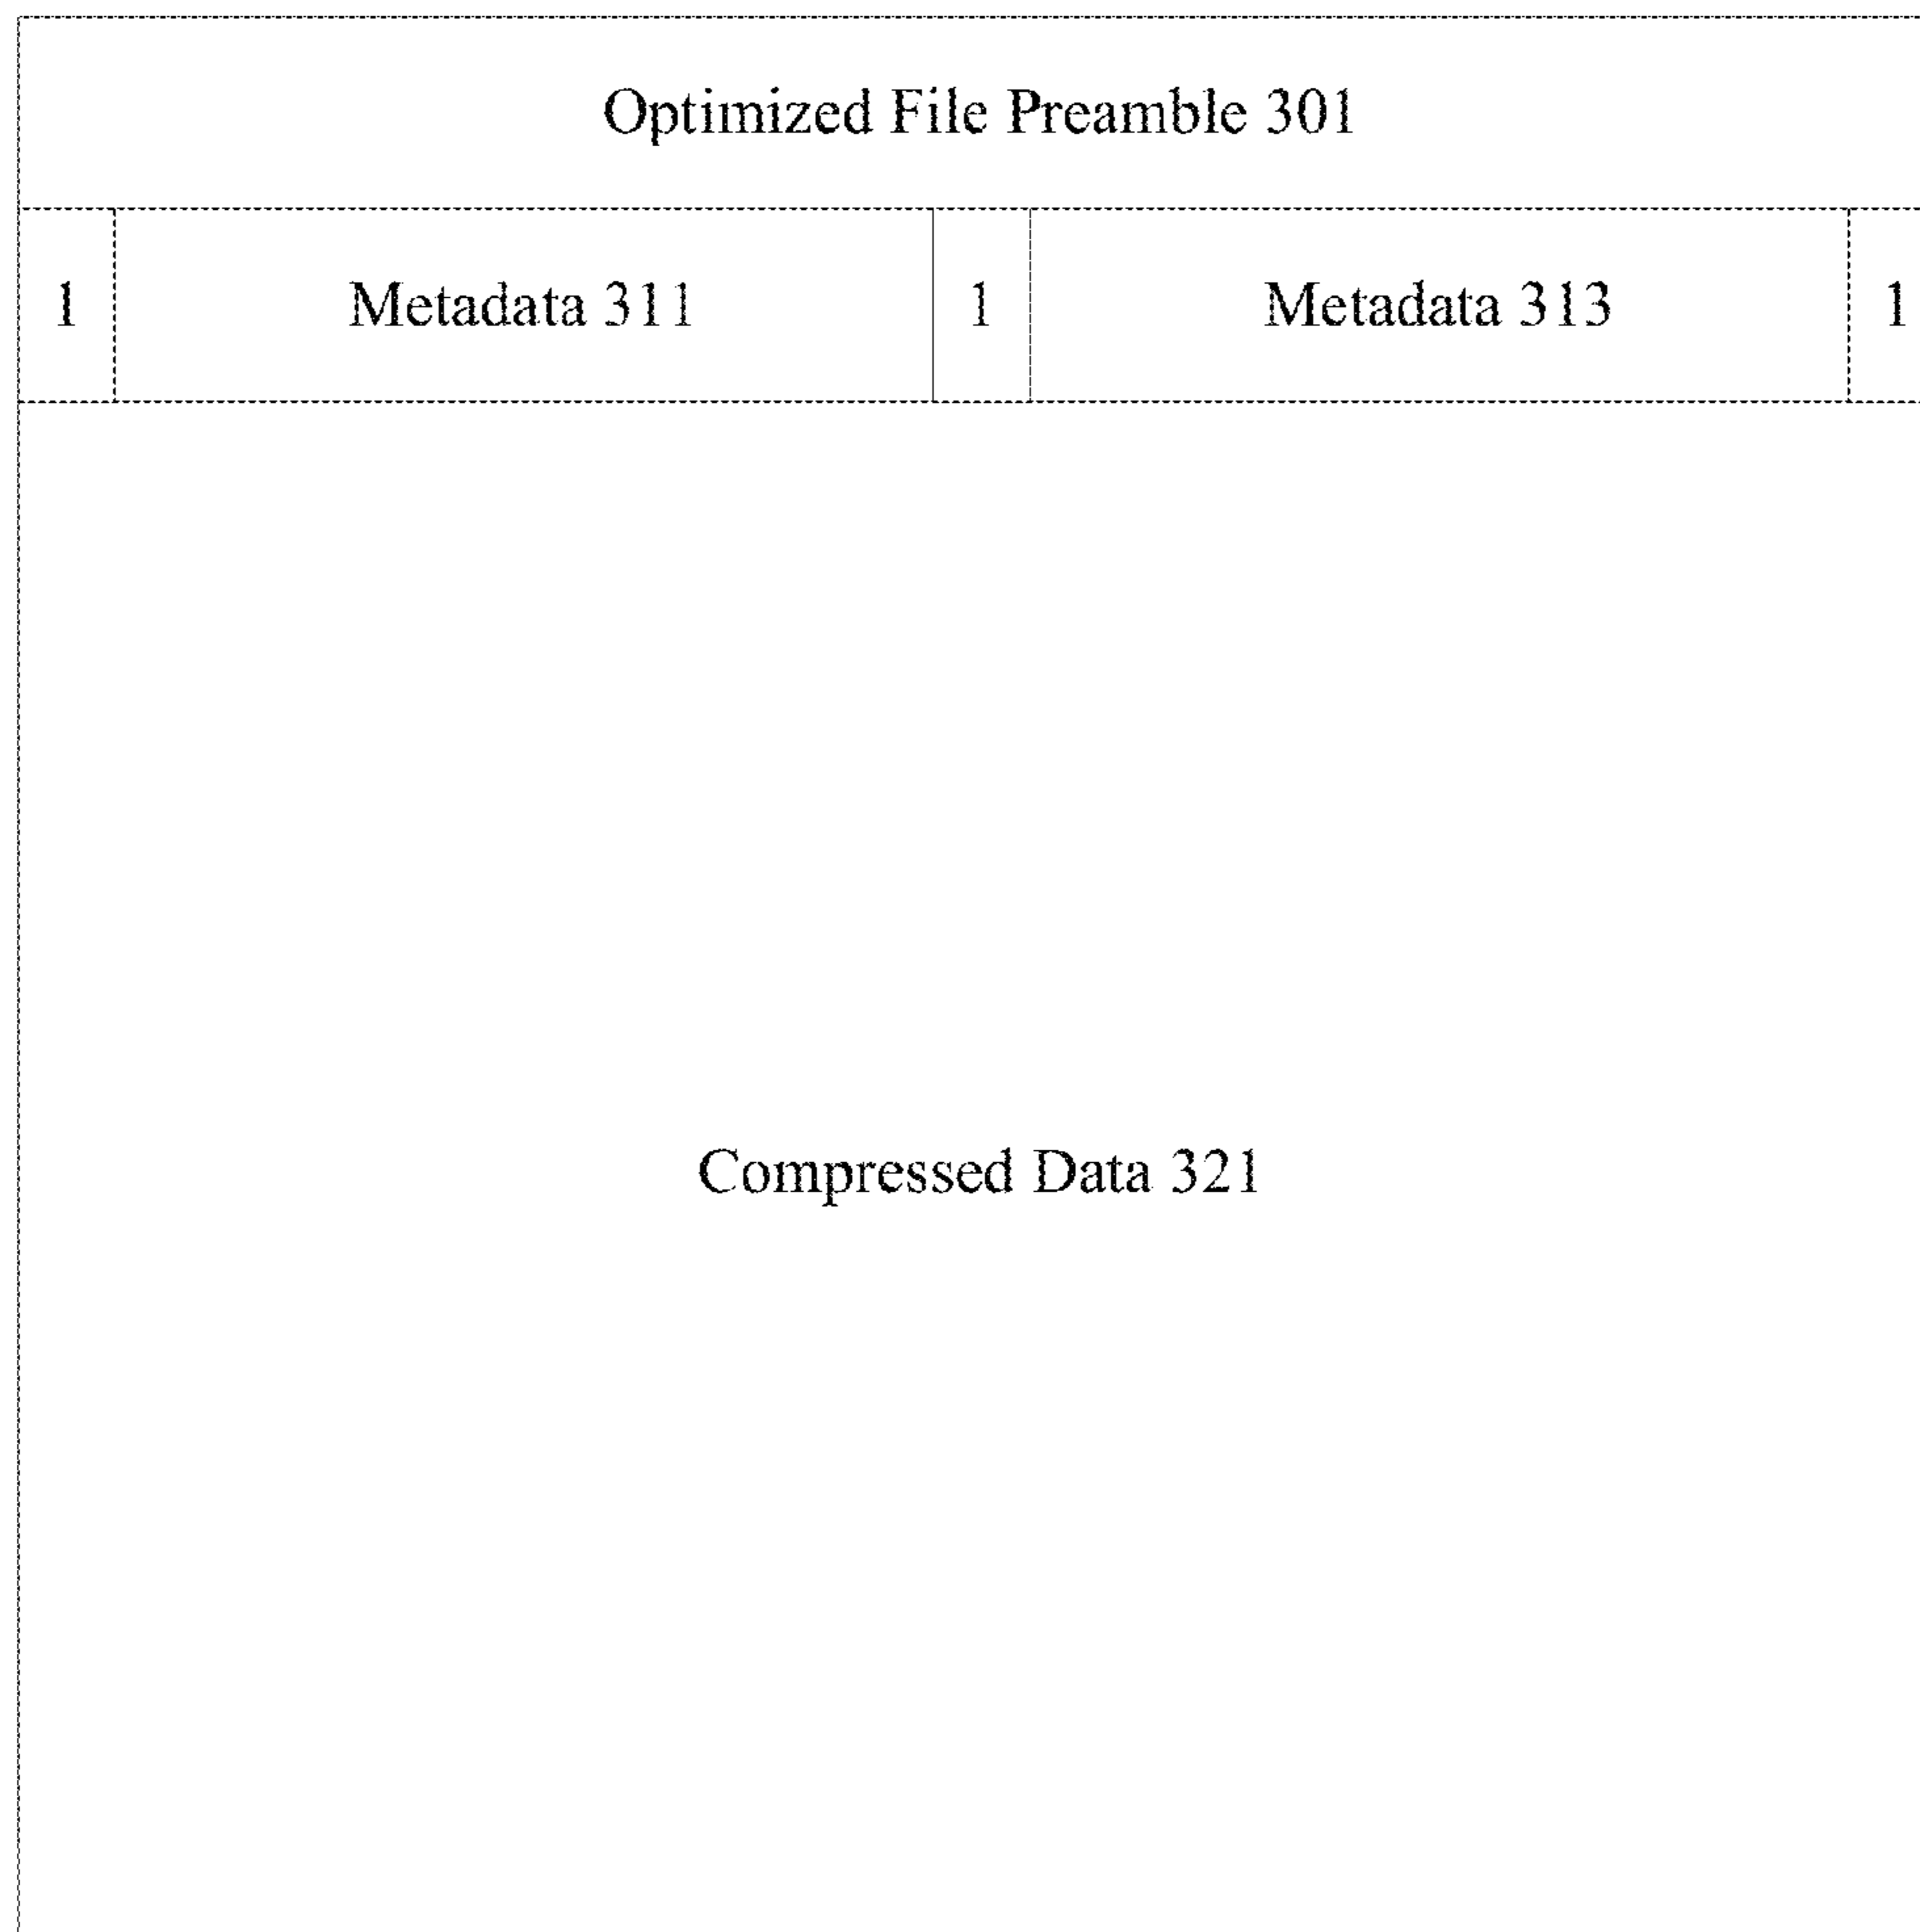 Optimized File Preamble 301
1 Metadata 311 1 Metadata 313 1
Compressed Data 321